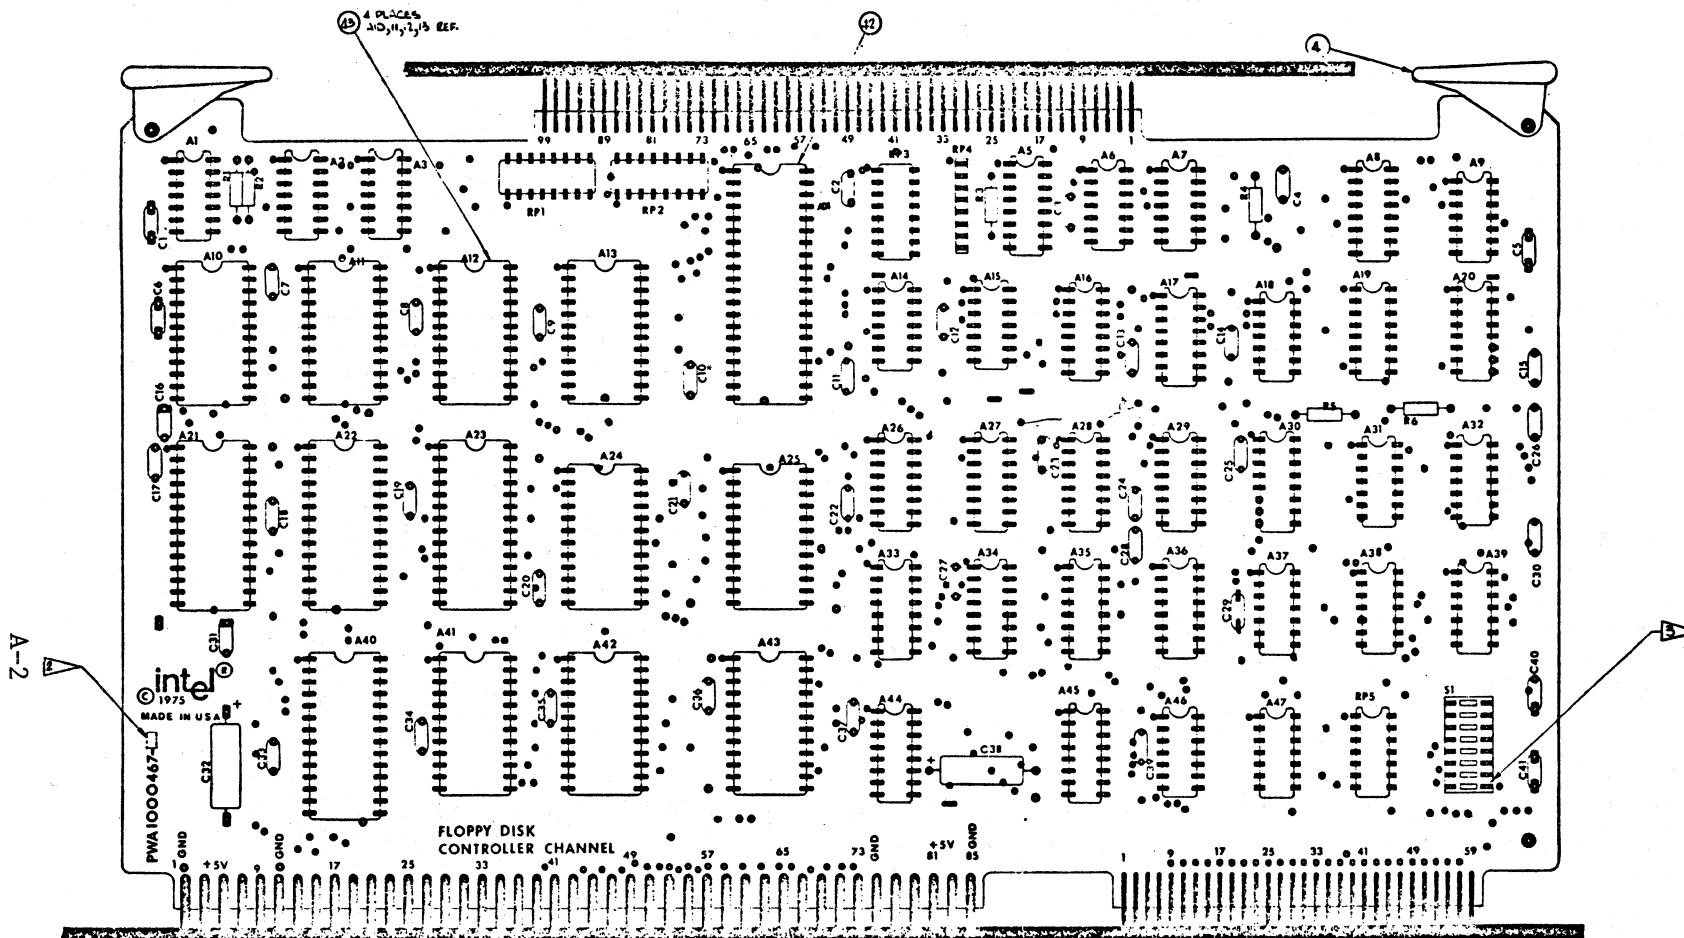 13 4 PLACES
A10,11,12,13 REF.
12
4
99 89 81 73 65 57 49 41 33 25 17 9 1
A1 A2 A3 RP3 RP4 A5 A6 A7 A8 A9
R1 R2 C2 R3 R4 C4
RP1 RP2
C1 C5
A10 A11 A12 A13 A14 A15 A16 A17 A18 A19 A20
C6 C7 C8 C9 C10 C11 C12 C13 C14 C15
C16 R5 R6
A21 A22 A23 A24 A25 A26 A27 A28 A29 A30 A31 A32
C17 C18 C19 C21 C22 C23 C24 C25 C26
C20 A33 C27 A34 A35 C28 A36 A37 A38 A39 C30
C29
C31 A40 A41 A42 A43
A-2
2
intel®
© 1975
MADE IN USA
+
C34 C35 C36 C37 A44 A45 A46 A47 RP5 S1 C40
C32 C33 + C38 C39 C41
PWA1000467-
FLOPPY DISK
CONTROLLER CHANNEL
1 GND +5V 9 GND 17 25 33 41 49 57 65 73 GND +5V 81 85 GND
1 9 17 25 33 41 49 59